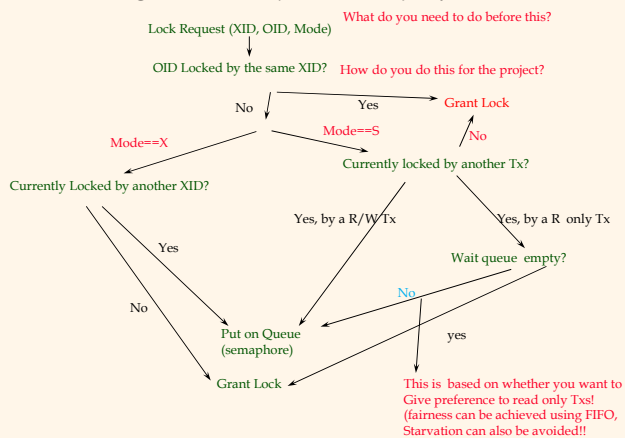 What do you need to do before this?
Lock Request (XID, OID, Mode)
OID Locked by the same XID?
How do you do this for the project?
No
Yes
Grant Lock
Mode==X
Mode==S
No
Currently locked by another Tx?
Currently Locked by another XID?
Yes, by a R/W Tx
Yes, by a R only Tx
Yes
Wait queue empty?
No
No
Put on Queue
(semaphore)
yes
Grant Lock
This is based on whether you want to
Give preference to read only Txs!
(fairness can be achieved using FIFO,
Starvation can also be avoided!!